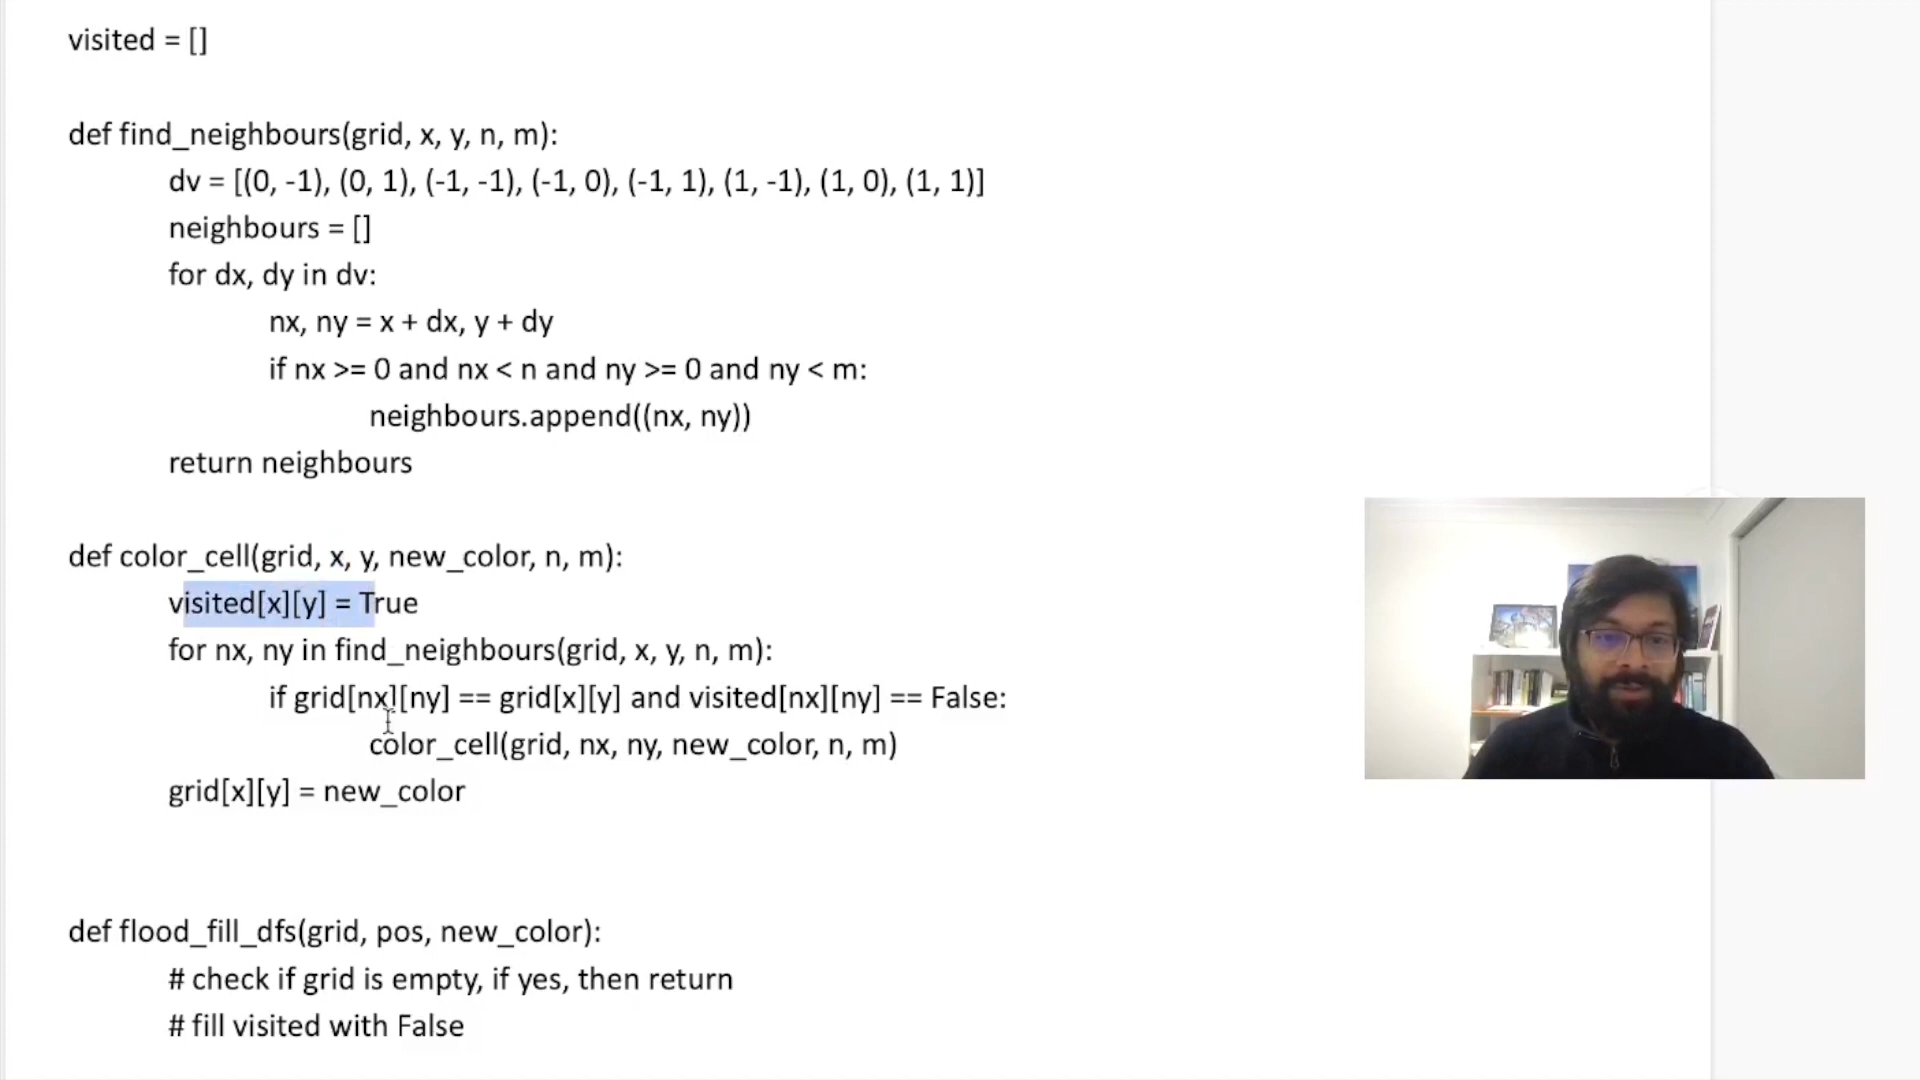 visited = []
def find_neighbours(grid, x, y, n, m):
dv = [(0, -1), (0, 1), (-1, -1), (-1, 0), (-1, 1), (1, -1), (1, 0), (1, 1)]
neighbours = []
for dx, dy in dv:
nx, ny = x + dx, y + dy
if nx >= 0 and nx < n and ny >= 0 and ny < m:
neighbours.append((nx, ny))
return neighbours
def color_cell(grid, x, y, new_color, n, m):
visited[x][y] = True
for nx, ny in find_neighbours(grid, x, y, n, m):
if grid[nx][ny] == grid[x][y] and visited[nx][ny] == False:
color_cell(grid, nx, ny, new_color, n, m)
grid[x][y] = new_color
def flood_fill_dfs(grid, pos, new_color):
# check if grid is empty, if yes, then return
# fill visited with False